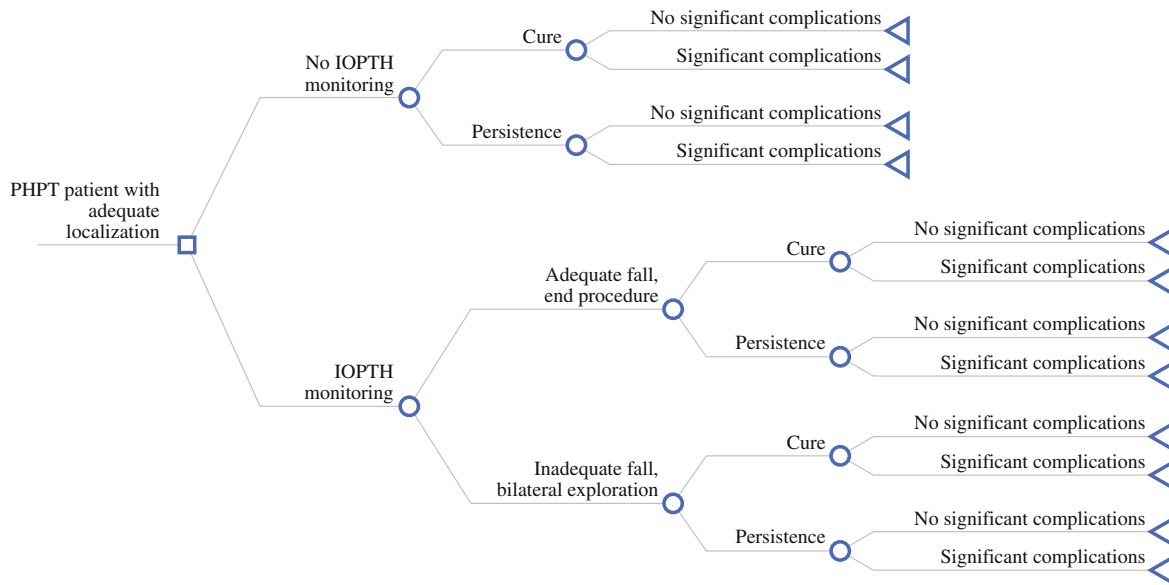 No significant complications
Cure
Significant complications
No IOPTH
monitoring
No significant complications
Persistence
Significant complications
PHPT patient with
adequate
localization
No significant complications
Cure
Significant complications
Adequate fall,
end procedure
No significant complications
Persistence
Significant complications
IOPTH
monitoring
No significant complications
Cure
Significant complications
Inadequate fall,
bilateral exploration
No significant complications
Persistence
Significant complications